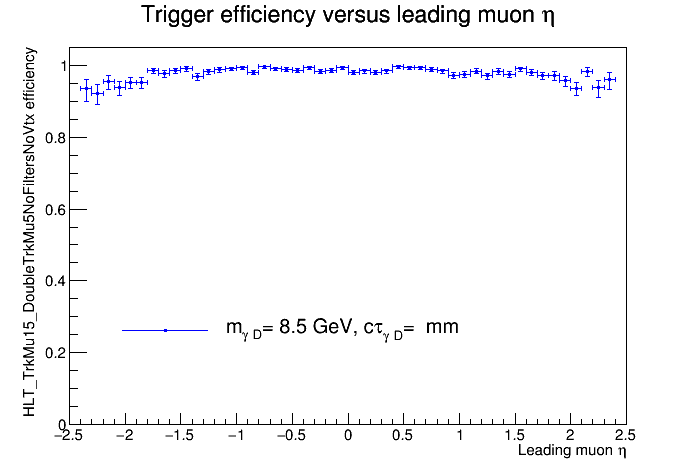 Trigger efficiency versus leading muon η
HLT_TrkMu15_DoubleTrkMu5NoFiltersNoVtx efficiency
1
0.8
0.6
0.4
0.2
0
m_γ D= 8.5 GeV, cτ_γ D=  mm
−2.5 −2 −1.5 −1 −0.5 0 0.5 1 1.5 2 2.5
Leading muon η